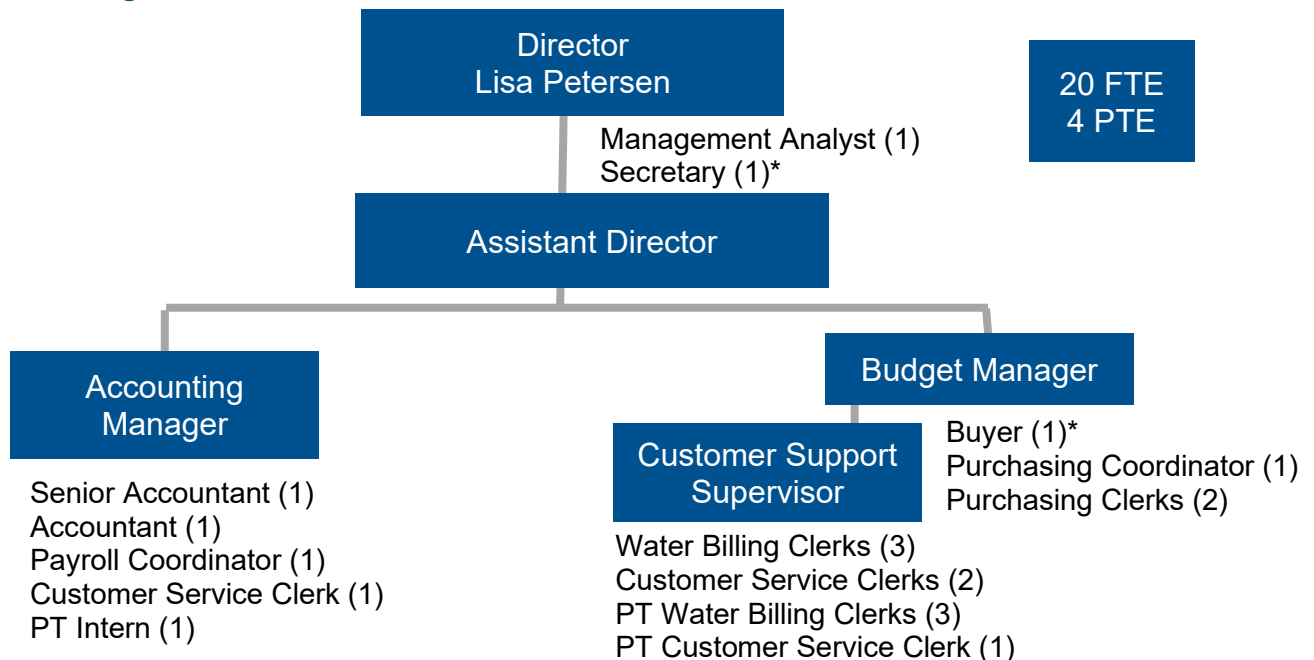 Director
Lisa Petersen
20 FTE
4 PTE
Management Analyst (1)
Secretary (1)*
Assistant Director
Accounting
Manager
Budget Manager
Senior Accountant (1)
Accountant (1)
Payroll Coordinator (1)
Customer Service Clerk (1)
PT Intern (1)
Customer Support
Supervisor
Buyer (1)*
Purchasing Coordinator (1)
Purchasing Clerks (2)
Water Billing Clerks (3)
Customer Service Clerks (2)
PT Water Billing Clerks (3)
PT Customer Service Clerk (1)